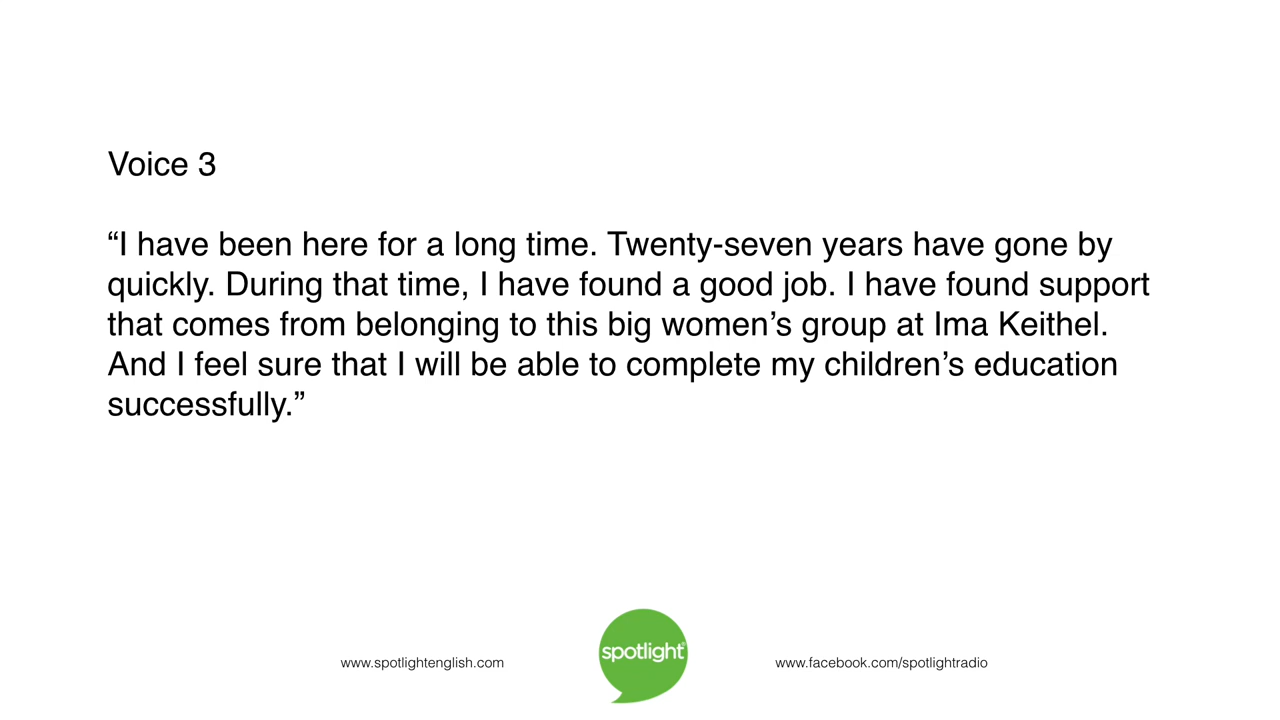 Voice 3
“I have been here for a long time. Twenty-seven years have gone by
quickly. During that time, I have found a good job. I have found support
that comes from belonging to this big women’s group at Ima Keithel.
And I feel sure that I will be able to complete my children’s education
successfully.”
www.spotlightenglish.com
spotlight
www.facebook.com/spotlightradio